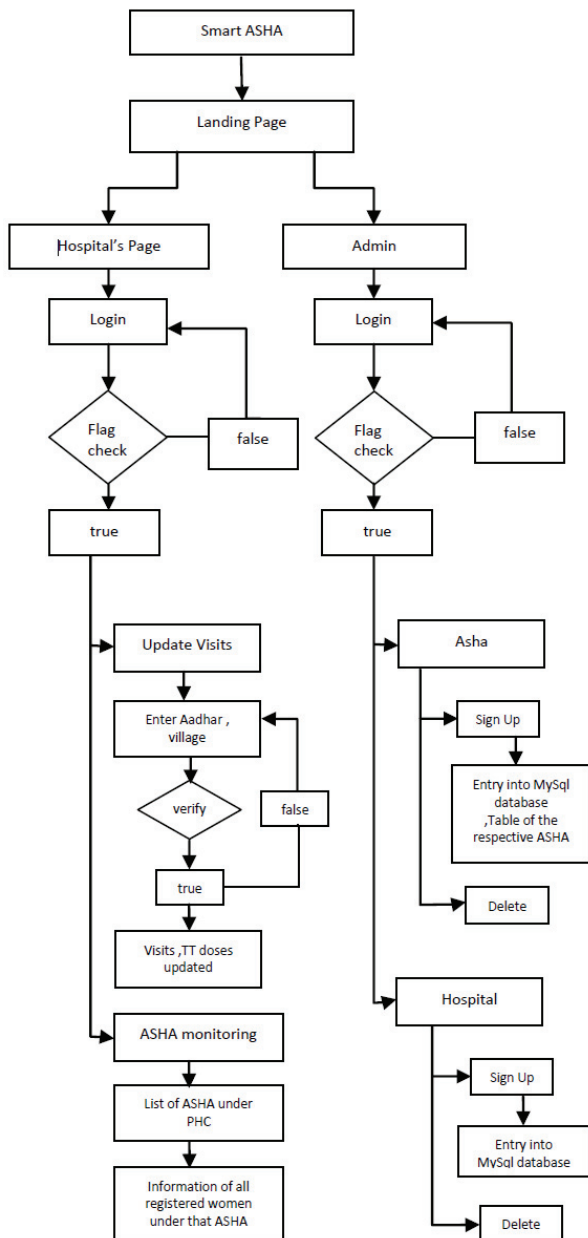 Smart ASHA
Landing Page
Hospital's Page
Login
Flag
check
false
true
Update Visits
Enter Aadhar ,
village
verify
false
true
Visits ,TT doses
updated
ASHA monitoring
List of ASHA under
PHC
Information of all
registered women
under that ASHA
Admin
Login
Flag
check
false
true
Asha
Sign Up
Entry into MySql
database
,Table of the
respective ASHA
Delete
Hospital
Sign Up
Entry into
MySql database
Delete